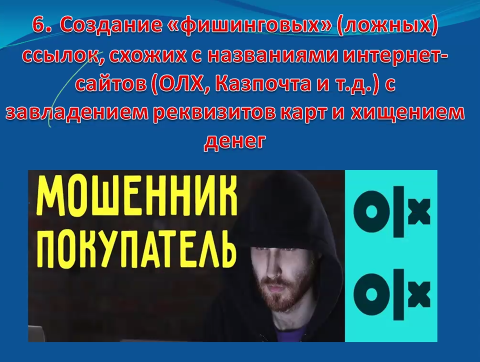 6. Создание «фишинговых» (ложных)
ссылок, схожих с названиями интернет-
сайтов (ОЛХ, Казпочта и т.д.) с
завладением реквизитов карт и хищением
денег
МОШЕННИК
ПОКУПАТЕЛЬ
olx
olx